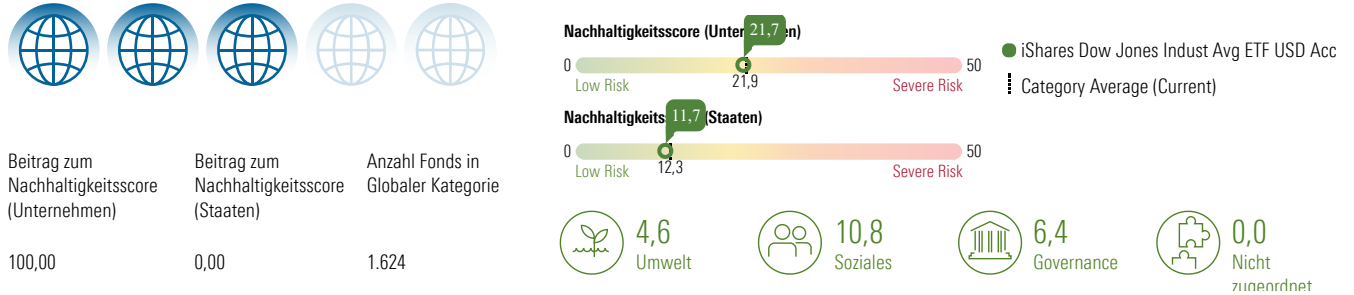 Beitrag zum
Nachhaltigkeitsscore
(Unternehmen)
100,00
Beitrag zum
Nachhaltigkeitsscore
(Staaten)
0,00
Anzahl Fonds in
Globaler Kategorie
1.624
Nachhaltigkeitsscore (Unter en)
21,7
0
50
Low Risk
21,9
Severe Risk
Nachhaltigkeits (Staaten)
11,7
0
50
Low Risk
12,3
Severe Risk
iShares Dow Jones Indust Avg ETF USD Acc
Category Average (Current)
4,6
Umwelt
10,8
Soziales
6,4
Governance
0,0
Nicht
zugeordnet